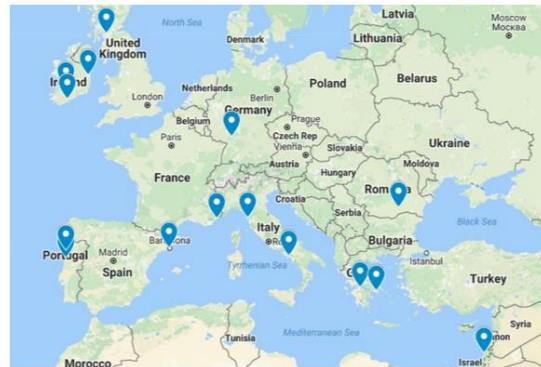 North Sea
Latvia
Moscow
Москва
United
Kingdom
Denmark
Lithuania
Ireland
Netherlands
Berlin
Poland
Belarus
London
Germany
Belgium
Prague
Czech Rep
Paris
Vienna
Slovakia
Ukraine
Austria
Moldova
France
Hungary
Croatia
Serbia
Black Sea
Italy
Portugal
Madrid
Spain
Bulgaria
Istanbul
Tyrrhenian Sea
Turkey
Tunisia
Mediterranean Sea
Syria
Israel
Morocco